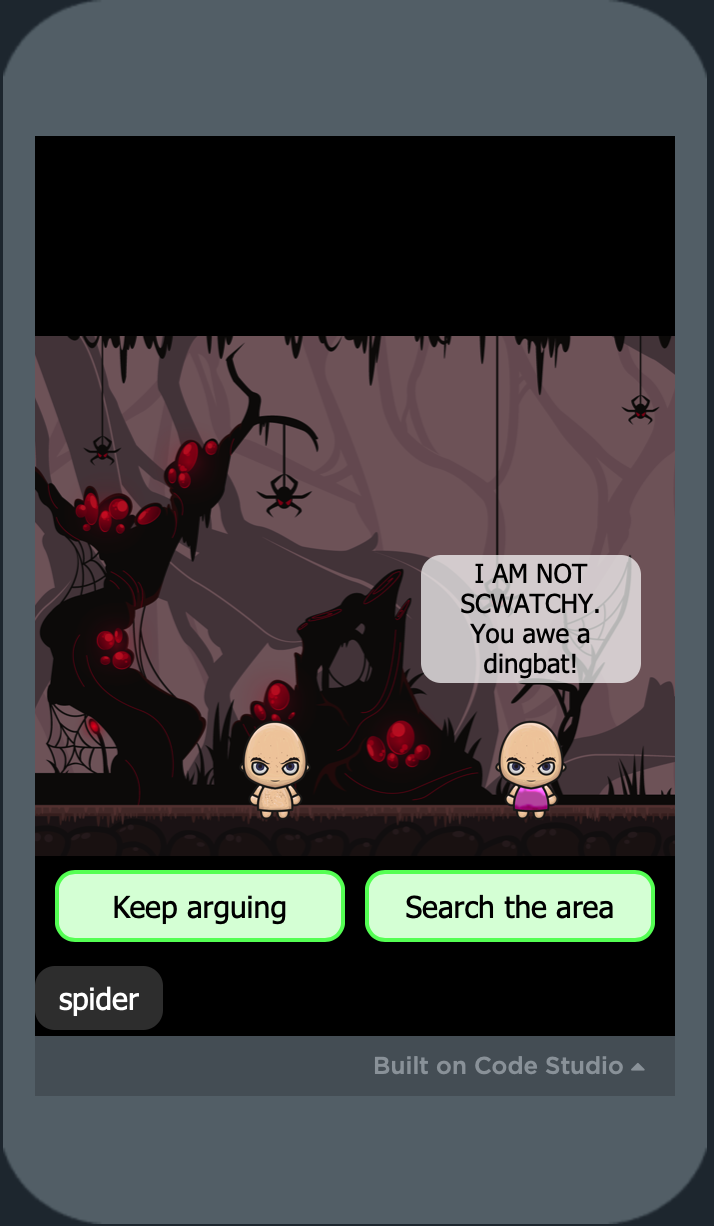 I AM NOT
SCWATCHY.
You awe a
dingbat!
Keep arguing
Search the area
spider
Built on Code Studio